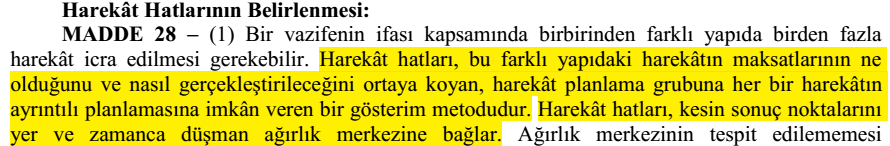 Harekât Hatlarının Belirlenmesi:
MADDE 28 – (1) Bir vazifenin ifası kapsamında birbirinden farklı yapıda birden fazla
harekât icra edilmesi gerekebilir. Harekât hatları, bu farklı yapıdaki harekâtın maksatlarının ne
olduğunu ve nasıl gerçekleştirileceğini ortaya koyan, harekât planlama grubuna her bir harekâtın
ayrıntılı planlamasına imkân veren bir gösterim metodudur. Harekât hatları, kesin sonuç noktalarını
yer ve zamanca düşman ağırlık merkezine bağlar. Ağırlık merkezinin tespit edilememesi